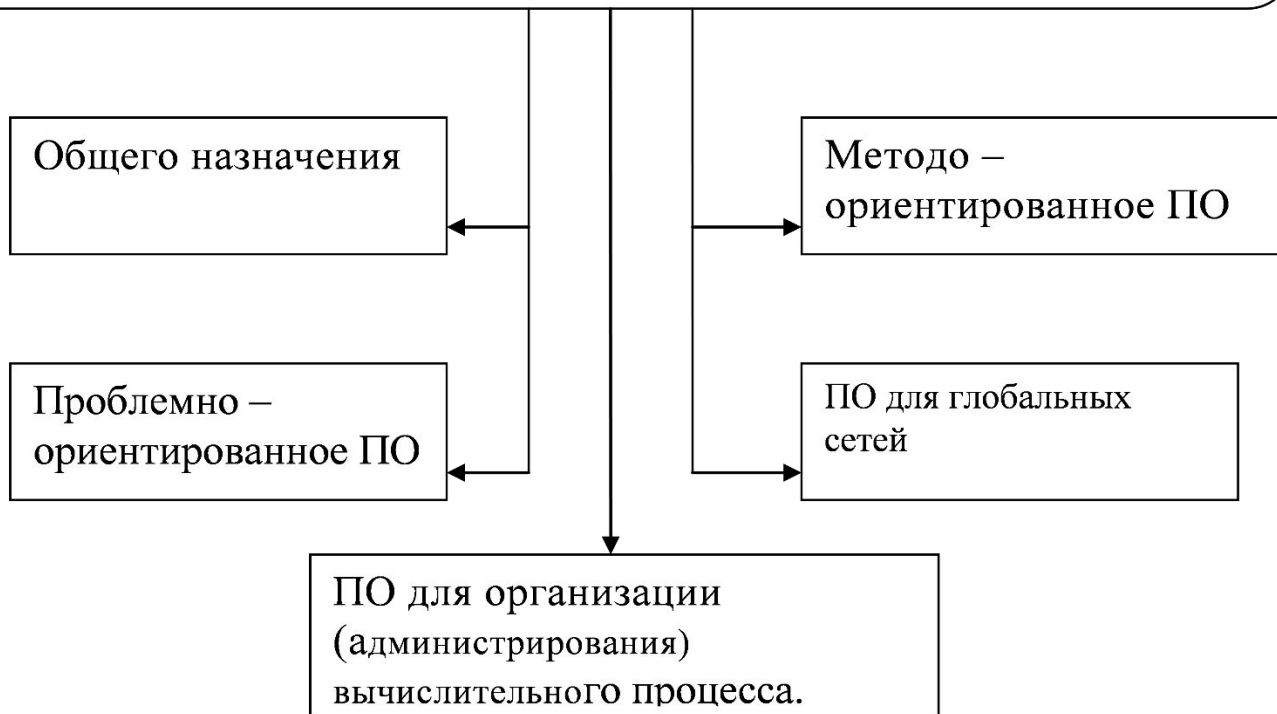 Общего назначения
Методо –
ориентированное ПО
Проблемно –
ориентированное ПО
ПО для глобальных
сетей
ПО для организации
(администрирования)
вычислительного процесса.